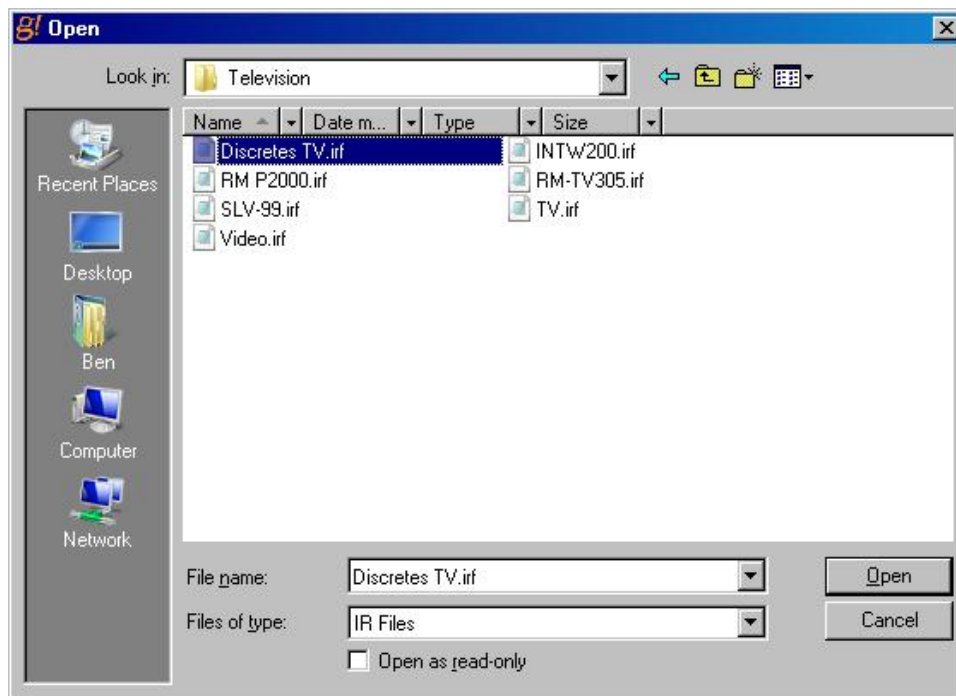 g! Open
Look in: Television
Name Date m... Type Size
Discretes TV.irf INTW200.irf
RM P2000.irf RM-TV305.irf
SLV-99.irf TV.irf
Video.irf
Recent Places
Desktop
Ben
Computer
Network
File name: Discretes TV.irf Open
Files of type: IR Files Cancel
Open as read-only